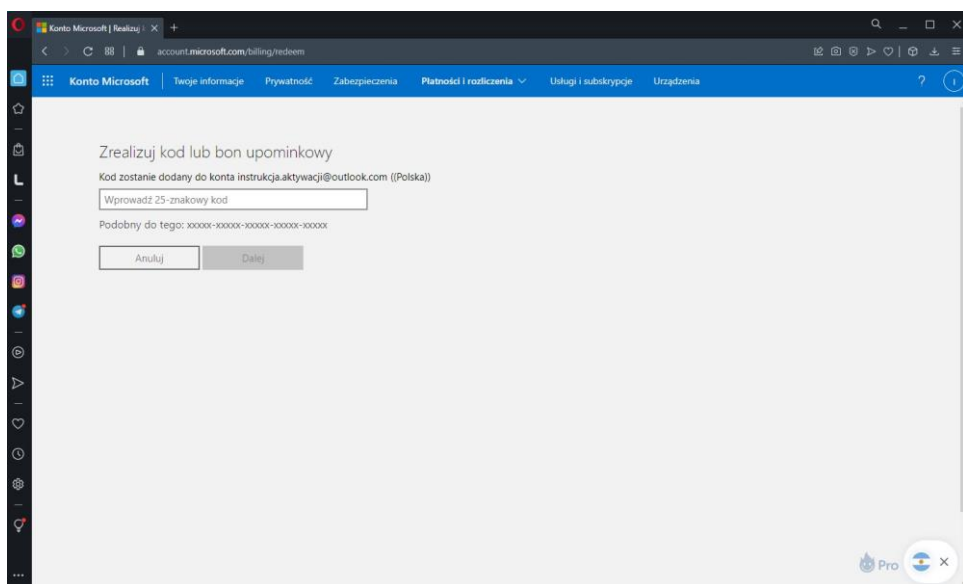 Konto Microsoft | Realizuj
account.microsoft.com/billing/redeem
Konto Microsoft
Twoje informacje
Prywatność
Zabezpieczenia
Płatności i rozliczenia
Usługi i subskrypcje
Urządzenia
?
I
Zrealizuj kod lub bon upominkowy
Kod zostanie dodany do konta instrukcja.aktywacji@outlook.com ((Polska))
Wprowadź 25-znakowy kod
Podobny do tego: xxxxx-xxxxx-xxxxx-xxxxx-xxxxx
Anuluj
Dalej
L
Pro